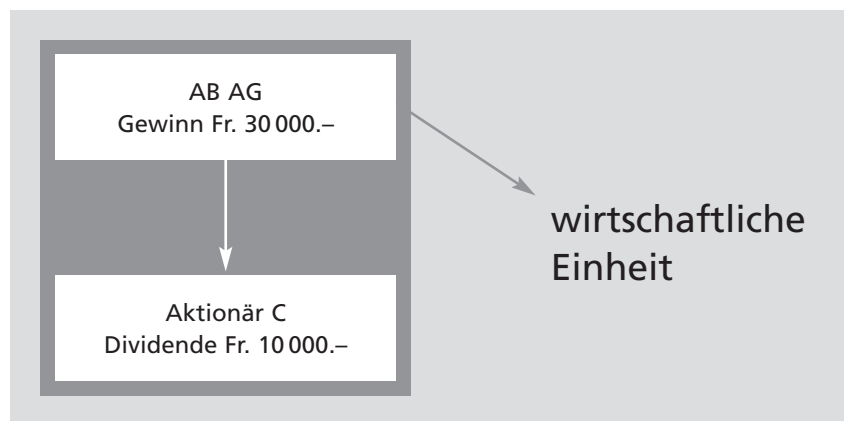 AB AG
Gewinn Fr. 30 000.–
wirtschaftliche
Einheit
Aktionär C
Dividende Fr. 10 000.–